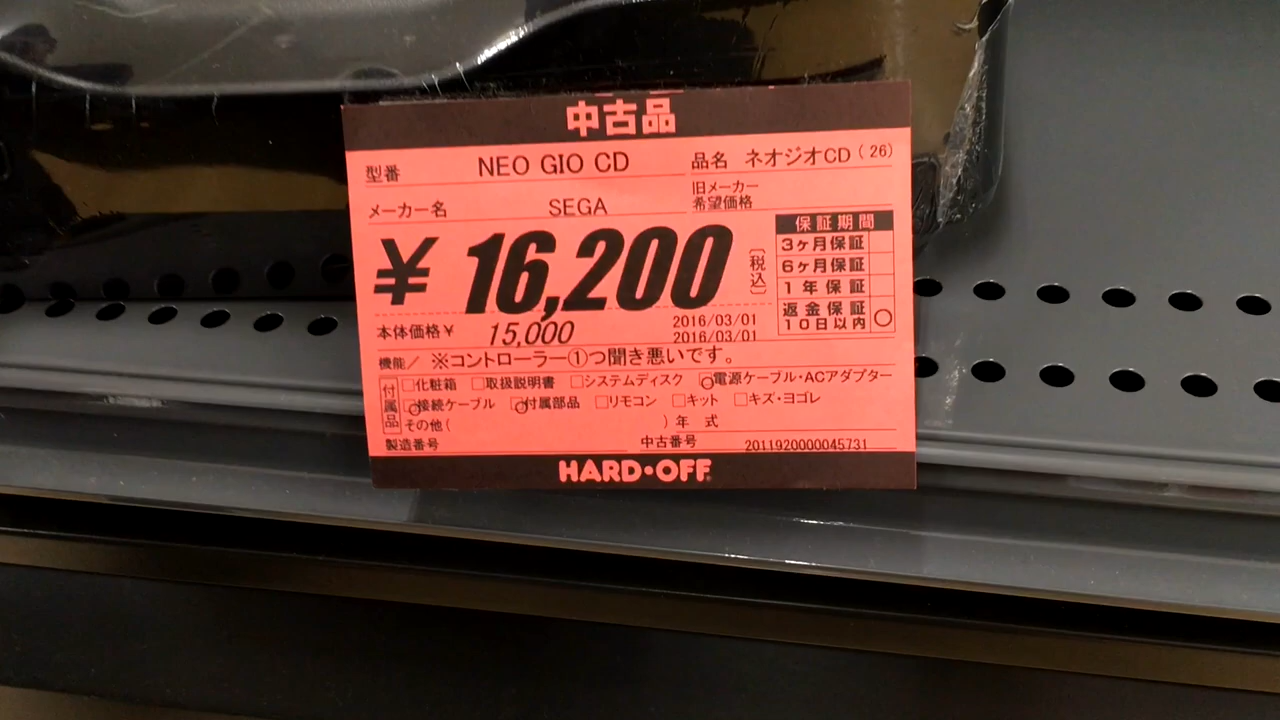 中古品
型番 NEO GIO CD 品名 ネオジオCD (26)
メーカー名 SEGA 旧メーカー希望価格
¥ 16,200 〔税込〕
保証期間
3ヶ月保証
6ヶ月保証
1年保証
返金保証10日以内 ○
本体価格¥ 15,000
2016/03/01
2016/03/01
機能／ ※コントローラー①つ聞き悪いです。
付属品 □化粧箱 □取扱説明書 □システムディスク □電源ケーブル・ACアダプター
□接続ケーブル □付属部品 □リモコン □キット □キズ・ヨゴレ
その他( ) 年 式
製造番号 中古番号 2011920000045731
HARD・OFF